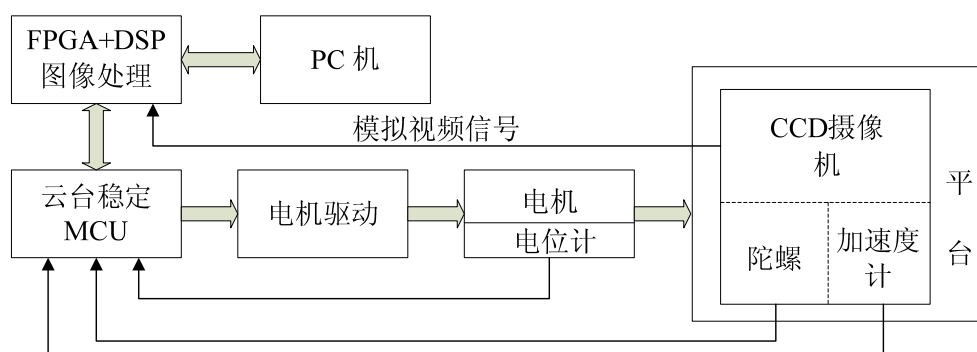 FPGA+DSP
图像处理
PC 机
模拟视频信号
CCD摄像
机
云台稳定
MCU
电机驱动
电机
电位计
陀螺
加速度
计
平
台